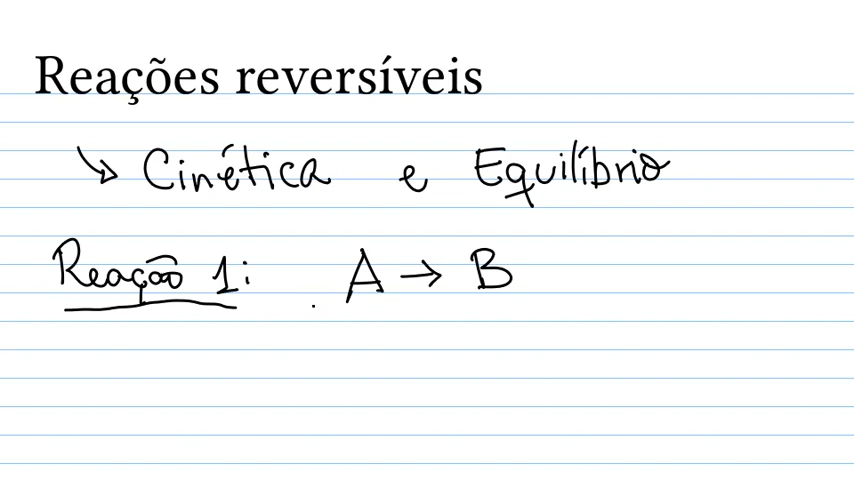 Reações reversíveis
↳ Cinética e Equilíbrio
Reação 1: A → B